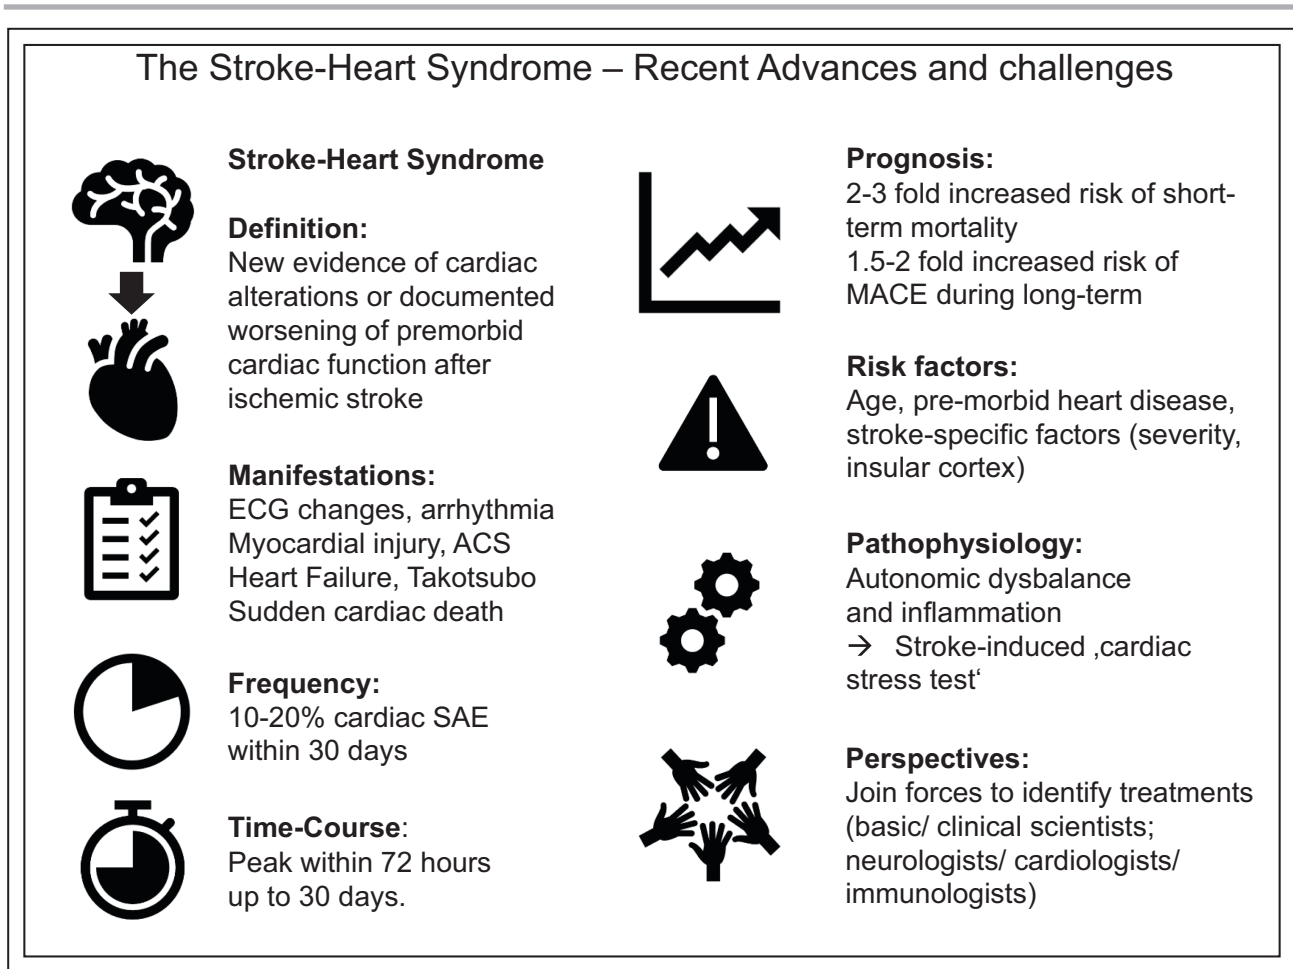 The Stroke-Heart Syndrome – Recent Advances and challenges
Stroke-Heart Syndrome
Definition:
New evidence of cardiac
alterations or documented
worsening of premorbid
cardiac function after
ischemic stroke
Manifestations:
ECG changes, arrhythmia
Myocardial injury, ACS
Heart Failure, Takotsubo
Sudden cardiac death
Frequency:
10-20% cardiac SAE
within 30 days
Time-Course:
Peak within 72 hours
up to 30 days.
Prognosis:
2-3 fold increased risk of short-
term mortality
1.5-2 fold increased risk of
MACE during long-term
Risk factors:
Age, pre-morbid heart disease,
stroke-specific factors (severity,
insular cortex)
Pathophysiology:
Autonomic dysbalance
and inflammation
→ Stroke-induced ‚cardiac
stress test‘
Perspectives:
Join forces to identify treatments
(basic/ clinical scientists;
neurologists/ cardiologists/
immunologists)